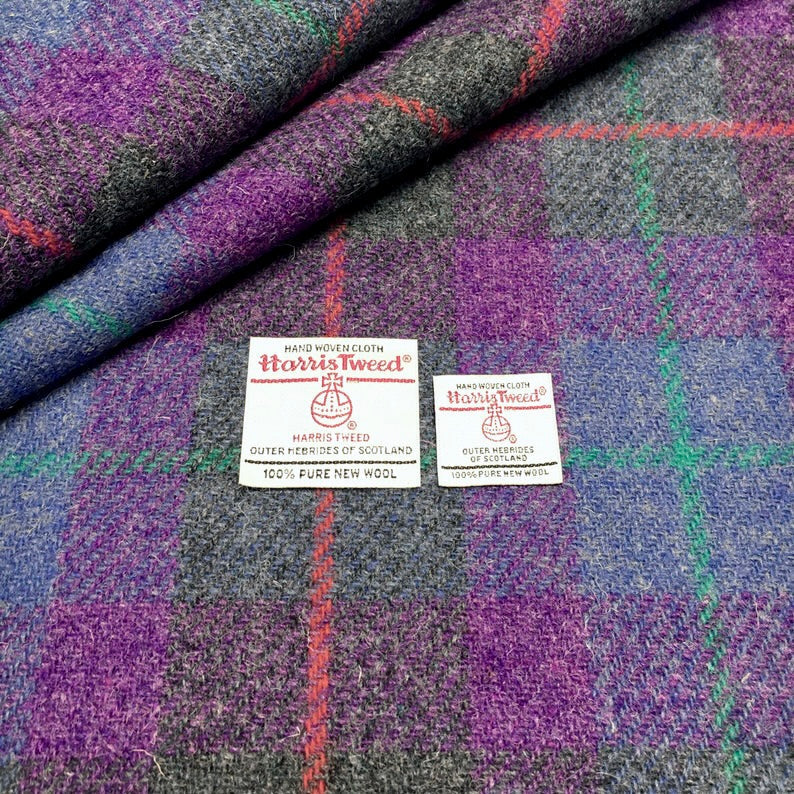 HAND WOVEN CLOTH
Harris Tweed®
®
HARRIS TWEED
OUTER HEBRIDES OF SCOTLAND
100% PURE NEW WOOL
HAND WOVEN CLOTH
Harris Tweed®
®
OUTER HEBRIDES
OF SCOTLAND
100% PURE NEW WOOL